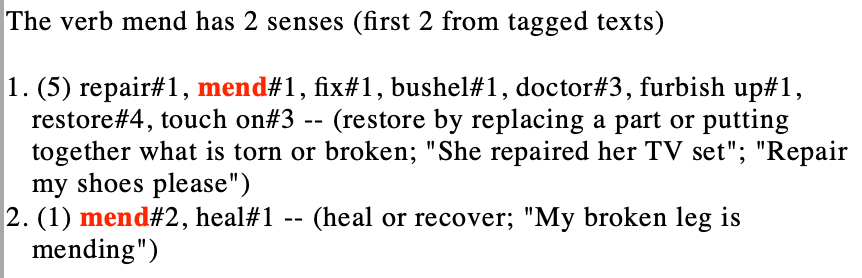 The verb mend has 2 senses (first 2 from tagged texts)
1. (5) repair#1, mend#1, fix#1, bushel#1, doctor#3, furbish up#1,
restore#4, touch on#3 -- (restore by replacing a part or putting
together what is torn or broken; "She repaired her TV set"; "Repair
my shoes please")
2. (1) mend#2, heal#1 -- (heal or recover; "My broken leg is
mending")